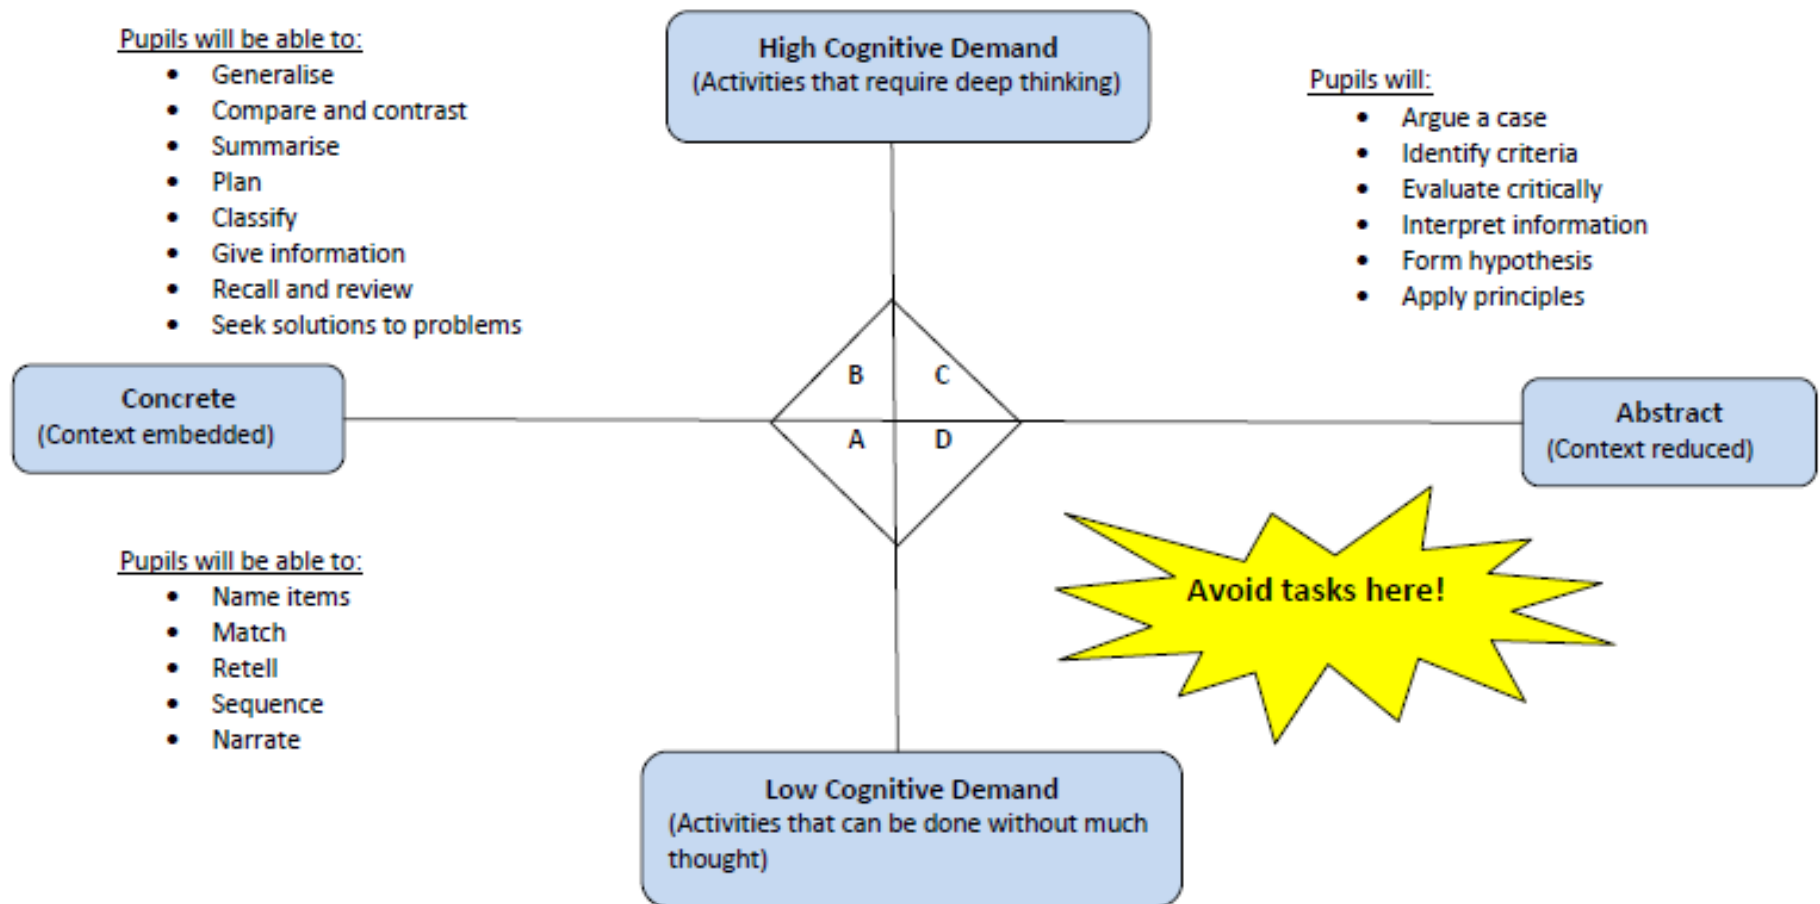 Pupils will be able to:
• Generalise
• Compare and contrast
• Summarise
• Plan
• Classify
• Give information
• Recall and review
• Seek solutions to problems
High Cognitive Demand
(Activities that require deep thinking)
Pupils will:
• Argue a case
• Identify criteria
• Evaluate critically
• Interpret information
• Form hypothesis
• Apply principles
Concrete
(Context embedded)
B C
A D
Abstract
(Context reduced)
Pupils will be able to:
• Name items
• Match
• Retell
• Sequence
• Narrate
Avoid tasks here!
Low Cognitive Demand
(Activities that can be done without much
thought)